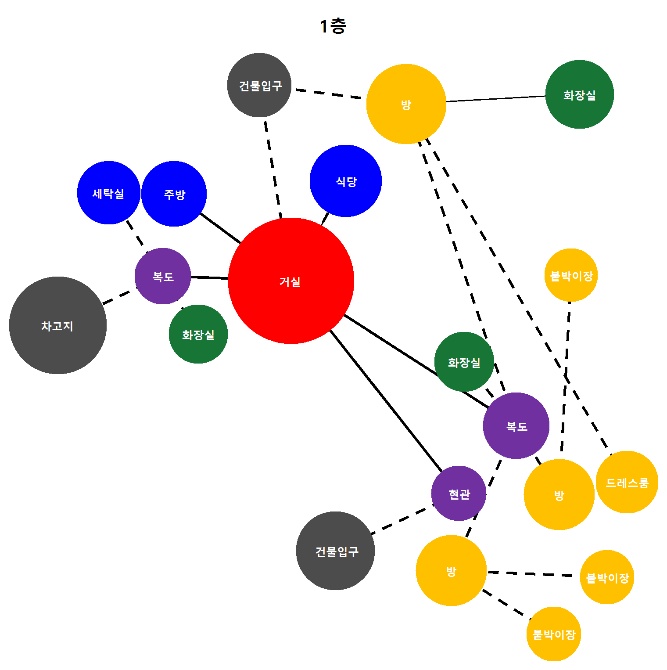 1층
건물입구
방
화장실
세탁실
주방
식당
복도
거실
붙박이장
차고지
화장실
화장실
복도
드레스룸
방
현관
건물입구
방
붙박이장
붙박이장